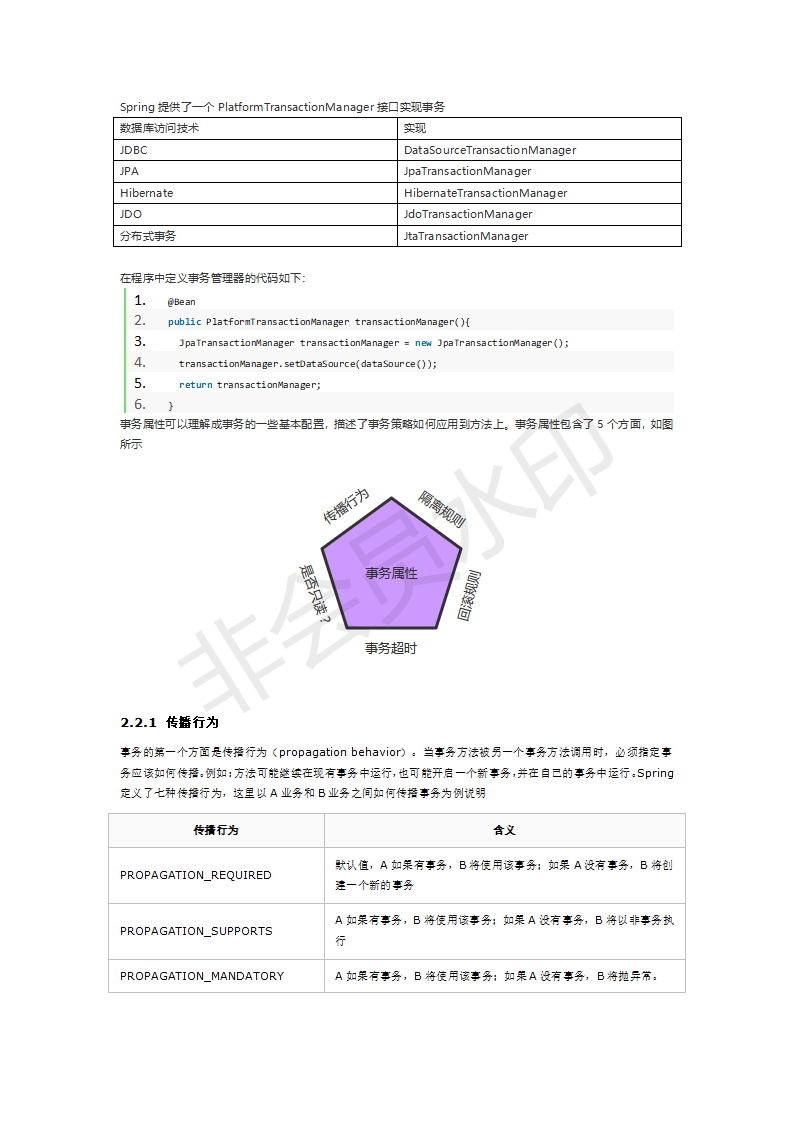 Spring 提供了一个 PlatformTransactionManager 接口实现事务
数据库访问技术 实现
JDBC DataSourceTransactionManager
JPA JpaTransactionManager
Hibernate HibernateTransactionManager
JDO JdoTransactionManager
分布式事务 JtaTransactionManager
在程序中定义事务管理器的代码如下：
1. @Bean
2. public PlatformTransactionManager transactionManager(){
3. JpaTransactionManager transactionManager = new JpaTransactionManager();
4. transactionManager.setDataSource(dataSource());
5. return transactionManager;
6. }
事务属性可以理解成事务的一些基本配置，描述了事务策略如何应用到方法上。事务属性包含了 5 个方面，如图
所示
传播行为
隔离规则
是否只读？
事务属性
回滚规则
事务超时
非会员水印
2.2.1 传播行为
事务的第一个方面是传播行为（propagation behavior）。当事务方法被另一个事务方法调用时，必须指定事
务应该如何传播。例如：方法可能继续在现有事务中运行，也可能开启一个新事务，并在自己的事务中运行。Spring
定义了七种传播行为，这里以 A 业务和 B 业务之间如何传播事务为例说明
传播行为 含义
PROPAGATION_REQUIRED 默认值，A 如果有事务，B 将使用该事务；如果 A 没有事务，B 将创
建一个新的事务
PROPAGATION_SUPPORTS A 如果有事务，B 将使用该事务；如果 A 没有事务，B 将以非事务执
行
PROPAGATION_MANDATORY A 如果有事务，B 将使用该事务；如果 A 没有事务，B 将抛异常。